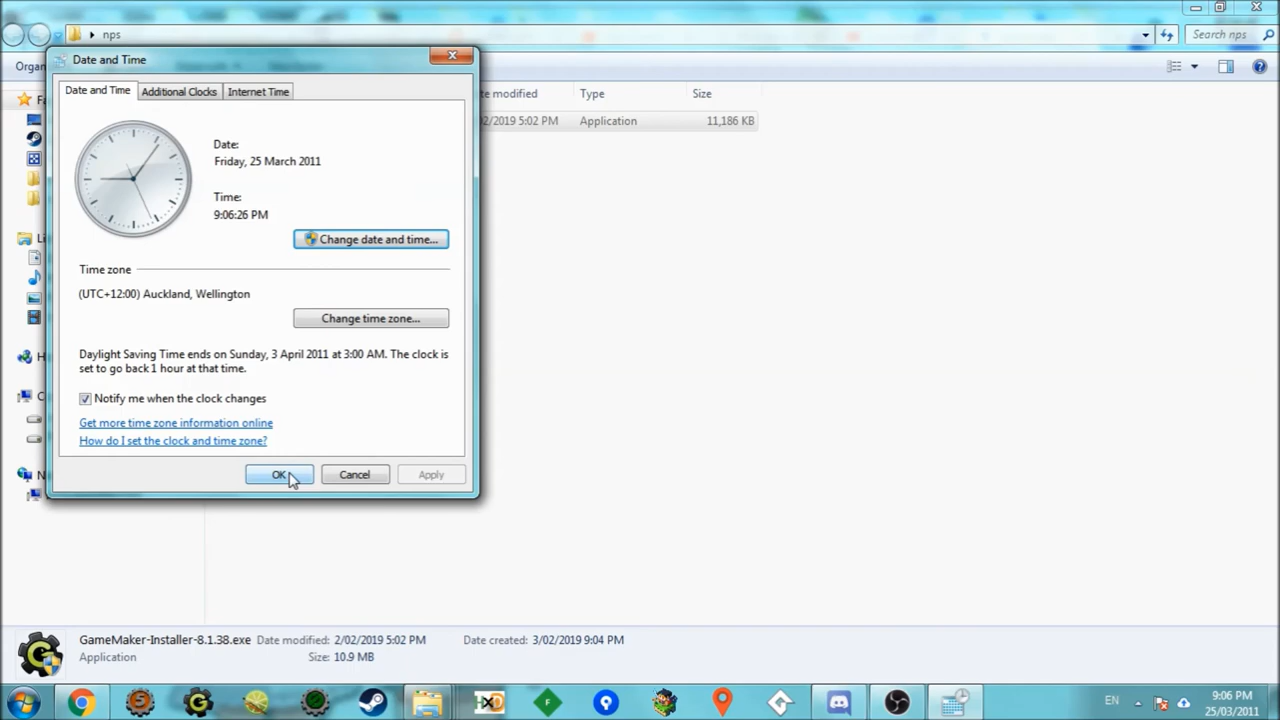 nps
Search nps
Date and Time
Organ
Date and Time
Additional Clocks
Internet Time
te modified
Type
Size
2/02/2019 5:02 PM
Application
11,186 KB
Date:
Friday, 25 March 2011
Time:
9:06:26 PM
Change date and time...
Time zone
(UTC+12:00) Auckland, Wellington
Change time zone...
Daylight Saving Time ends on Sunday, 3 April 2011 at 3:00 AM. The clock is
set to go back 1 hour at that time.
Notify me when the clock changes
Get more time zone information online
How do I set the clock and time zone?
OK
Cancel
Apply
Fa
Li
H
C
N
GameMaker-Installer-8.1.38.exe
Date modified: 2/02/2019 5:02 PM
Date created: 3/02/2019 9:04 PM
Application
Size: 10.9 MB
EN
9:06 PM
25/03/2011